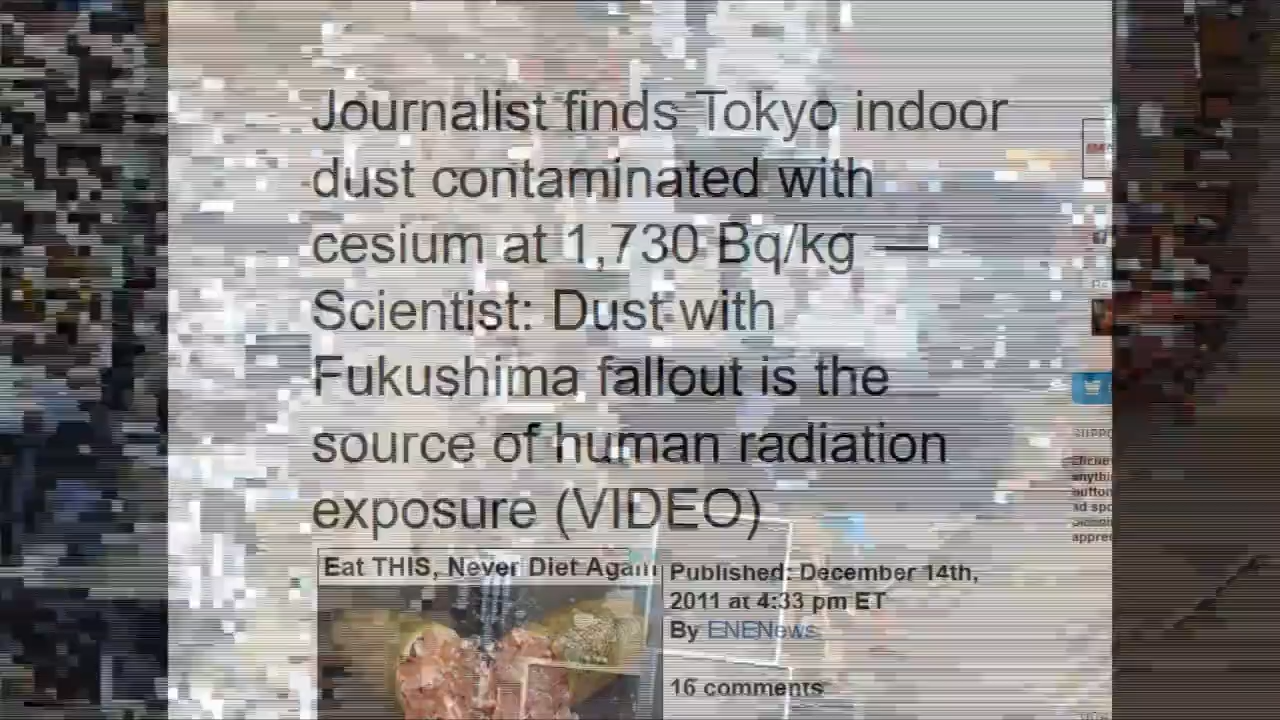 Journalist finds Tokyo indoor
dust contaminated with
cesium at 1,730 Bq/kg —
Scientist: Dust with
Fukushima fallout is the
source of human radiation
exposure (VIDEO)
Eat THIS, Never Diet Again
Published: December 14th,
2011 at 4:33 pm ET
By ENENews
16 comments